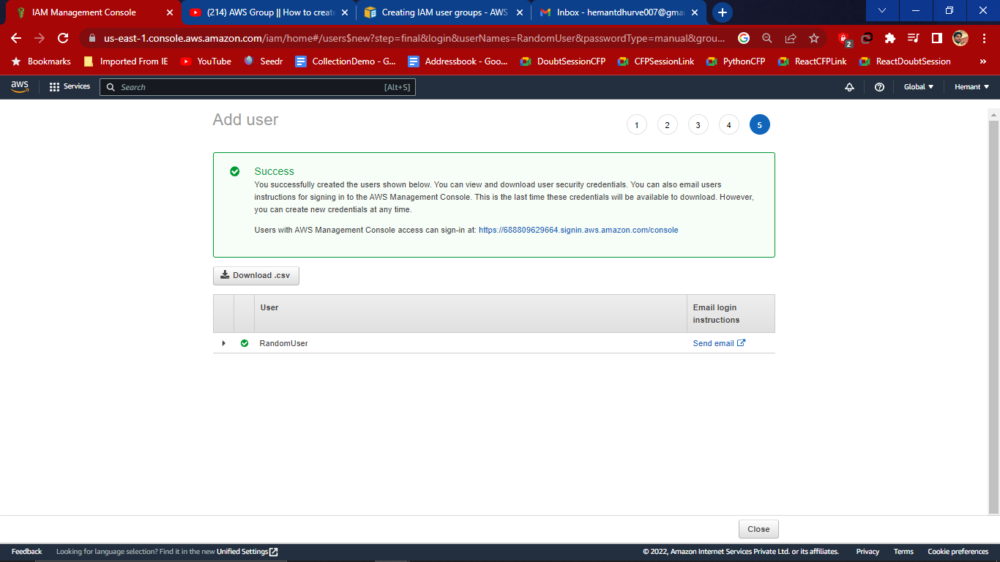 IAM Management Console
(214) AWS Group || How to create
Creating IAM user groups - AWS
Inbox - hemantdhurve007@gmai
us-east-1.console.aws.amazon.com/iam/home#/users$new?step=final&login&userNames=RandomUser&passwordType=manual&grou...
2
Bookmarks
Imported From IE
YouTube
Seedr
CollectionDemo - G...
Addressbook - Goo...
DoubtSessionCFP
CFPSessionLink
PythonCFP
ReactCFPLink
ReactDoubtSession
»
aws
Services
Search
[Alt+S]
Global
Hemant
Add user
1
2
3
4
5
Success
You successfully created the users shown below. You can view and download user security credentials. You can also email users
instructions for signing in to the AWS Management Console. This is the last time these credentials will be available to download. However,
you can create new credentials at any time.
Users with AWS Management Console access can sign-in at: https://688809629664.signin.aws.amazon.com/console
Download .csv
User
Email login
instructions
RandomUser
Send email
Close
Feedback
Looking for language selection? Find it in the new Unified Settings
© 2022, Amazon Internet Services Private Ltd. or its affiliates.
Privacy
Terms
Cookie preferences